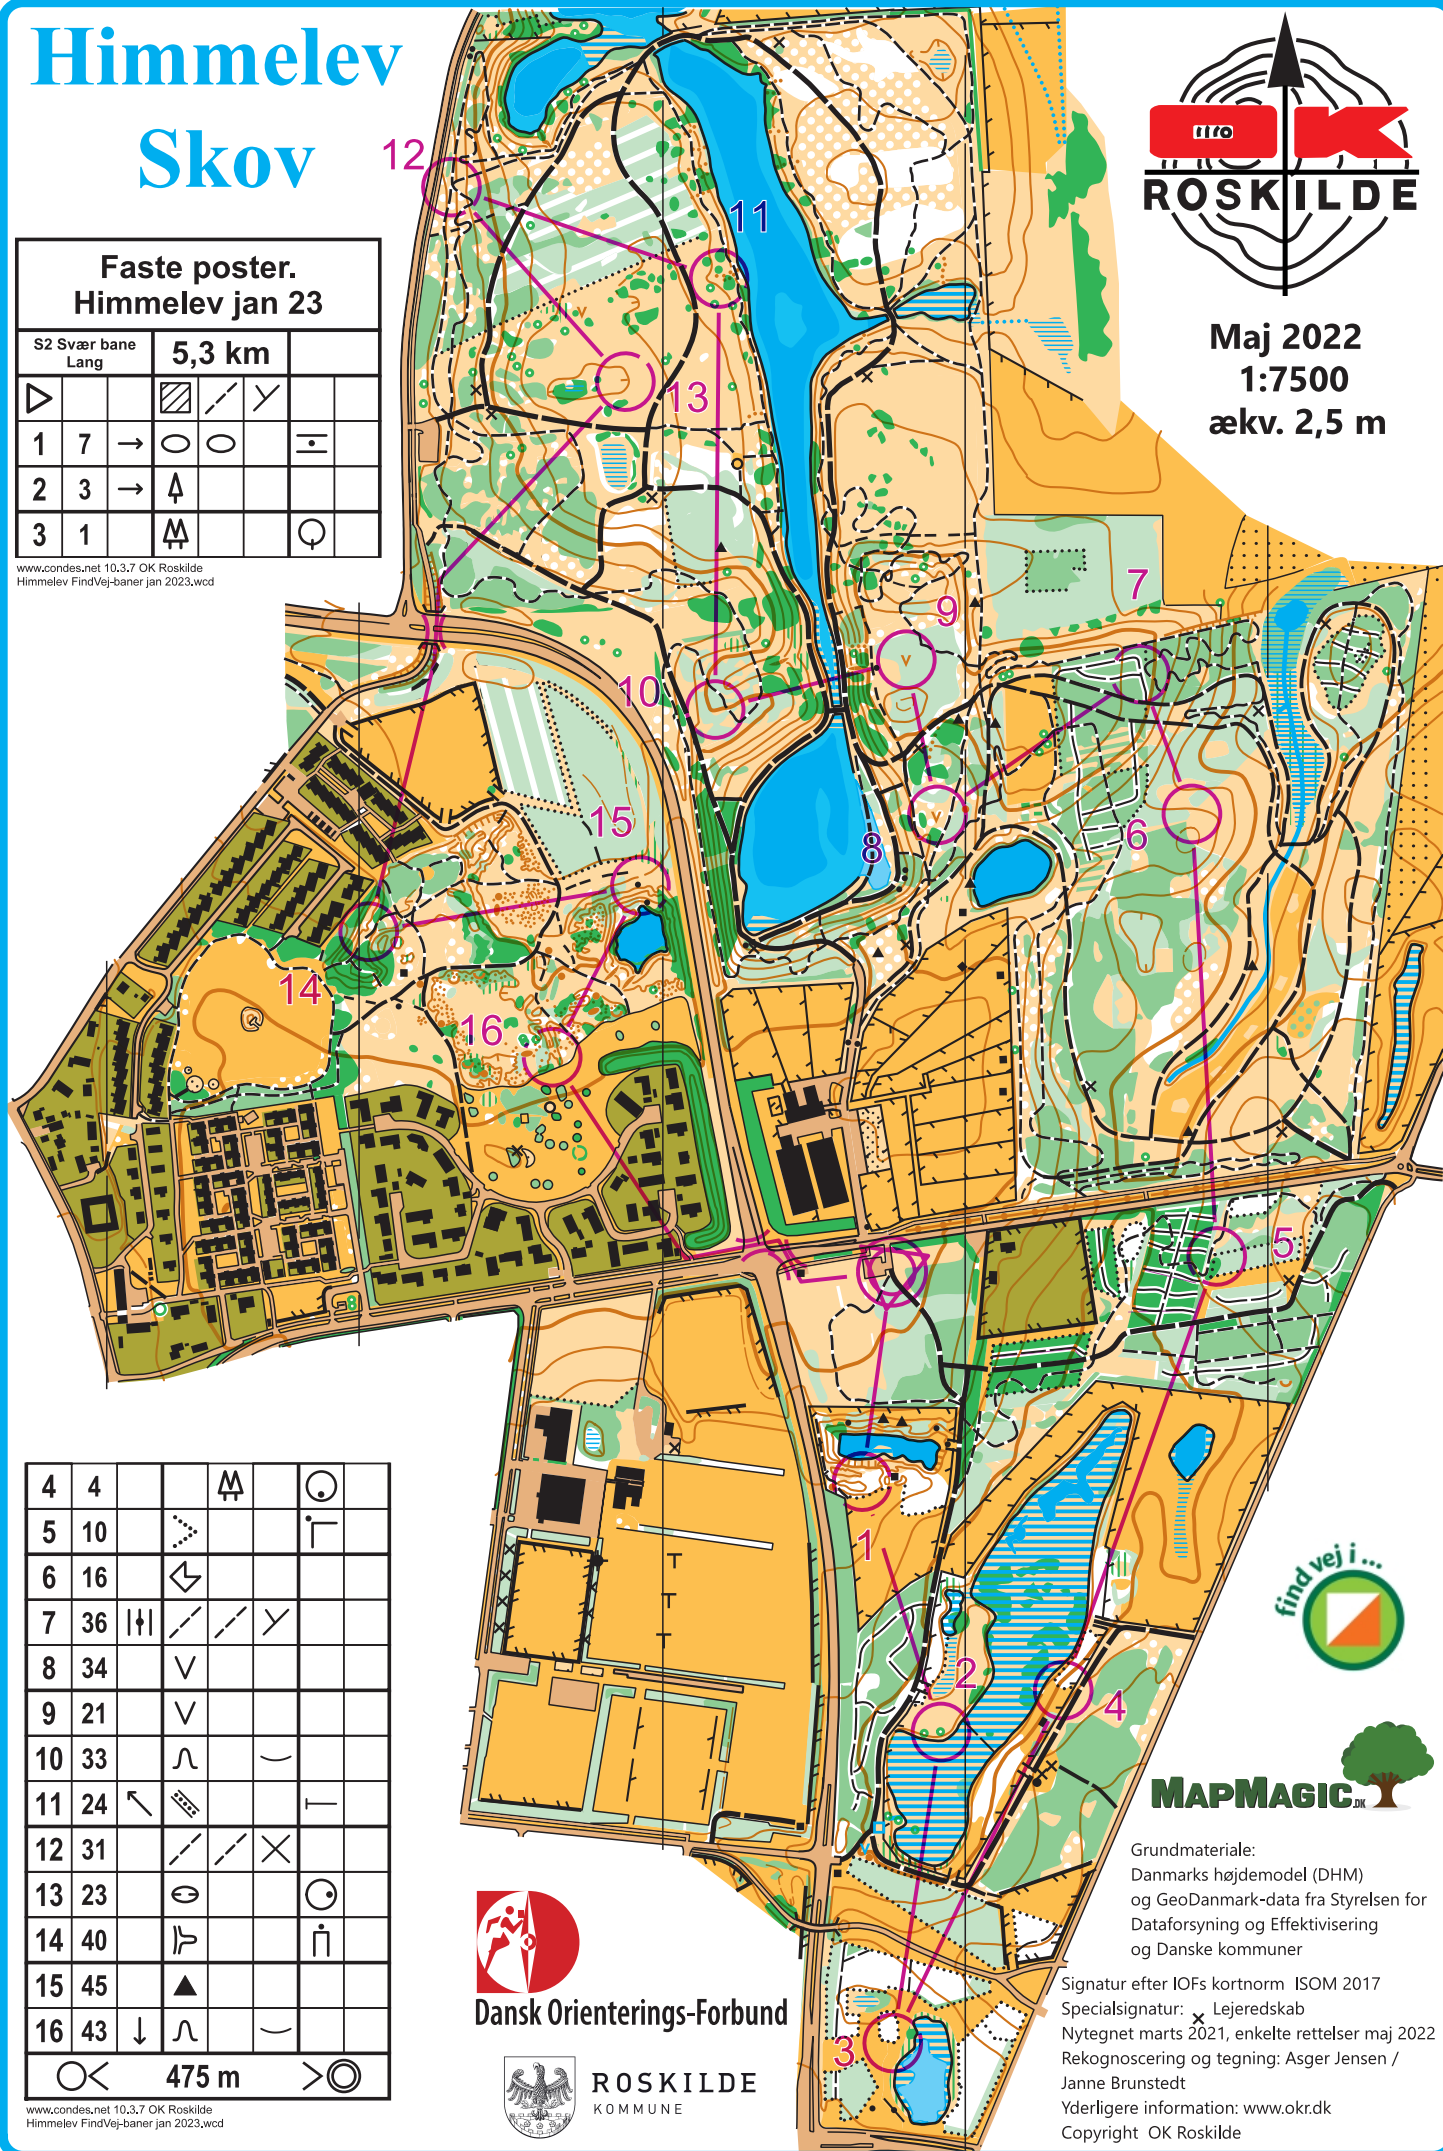 Himmelev
Skov
Faste poster.
Himmelev jan 23
S2 Svær bane
Lang
5,3 km
1 7
2 3
3 1
www.condes.net 10.3.7 OK Roskilde
Himmelev FindVej-baner jan 2023.wcd
OK
ROSKILDE
Maj 2022
1:7500
ækv. 2,5 m
12
11
13
7
9
10
15
6
8
14
16
5
1
2
4
3
4 4
5 10
6 16
7 36
8 34
9 21
10 33
11 24
12 31
13 23
14 40
15 45
16 43
475 m
www.condes.net 10.3.7 OK Roskilde
Himmelev FindVej-baner jan 2023.wcd
find vej i ...
MAPMAGIC.DK
Dansk Orienterings-Forbund
ROSKILDE
KOMMUNE
Grundmateriale:
Danmarks højdemodel (DHM)
og GeoDanmark-data fra Styrelsen for
Dataforsyning og Effektivisering
og Danske kommuner
Signatur efter IOFs kortnorm ISOM 2017
Specialsignatur: × Lejeredskab
Nytegnet marts 2021, enkelte rettelser maj 2022
Rekognoscering og tegning: Asger Jensen /
Janne Brunstedt
Yderligere information: www.okr.dk
Copyright OK Roskilde